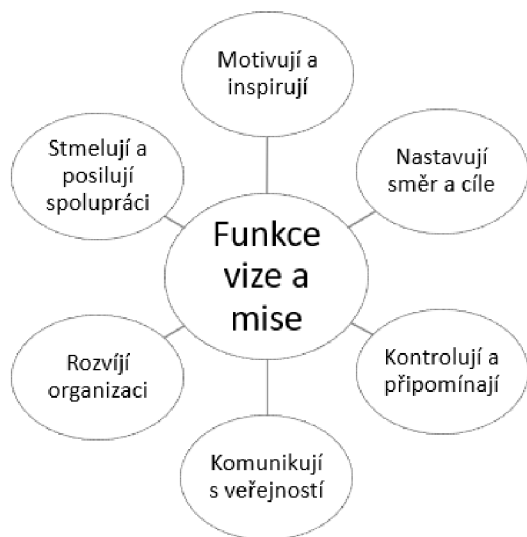 Motivují a
inspirují
Stmelují a
posilují
spolupráci
Nastavují
směr a cíle
Funkce
vize a
mise
Rozvíjí
organizaci
Kontrolují a
připomínají
Komunikují
s veřejností